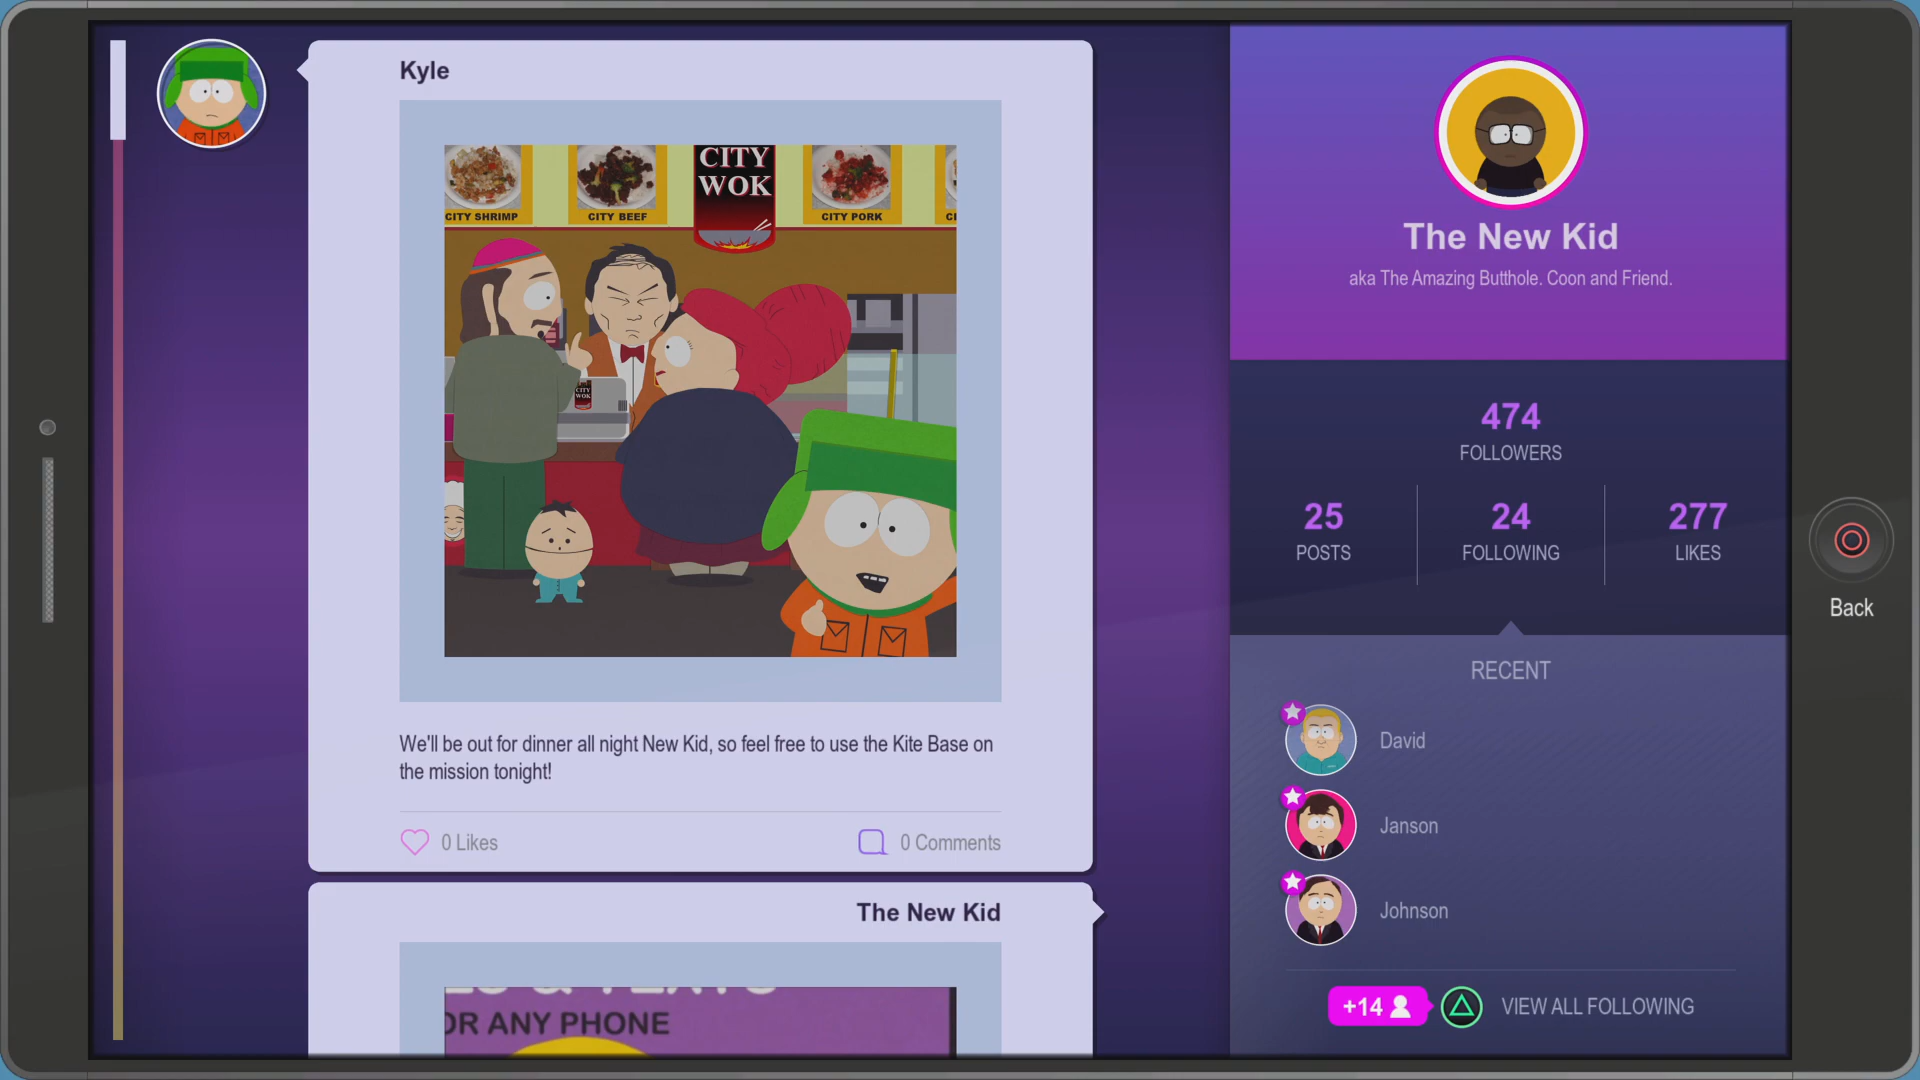 Kyle
CITY
WOK
CITY SHRIMP
CITY BEEF
CITY PORK
CITY
WOK
We'll be out for dinner all night New Kid, so feel free to use the Kite Base on
the mission tonight!
0 Likes
0 Comments
The New Kid
OR ANY PHONE
The New Kid
aka The Amazing Butthole. Coon and Friend.
474
FOLLOWERS
25
POSTS
24
FOLLOWING
277
LIKES
RECENT
David
Janson
Johnson
+14
VIEW ALL FOLLOWING
Back